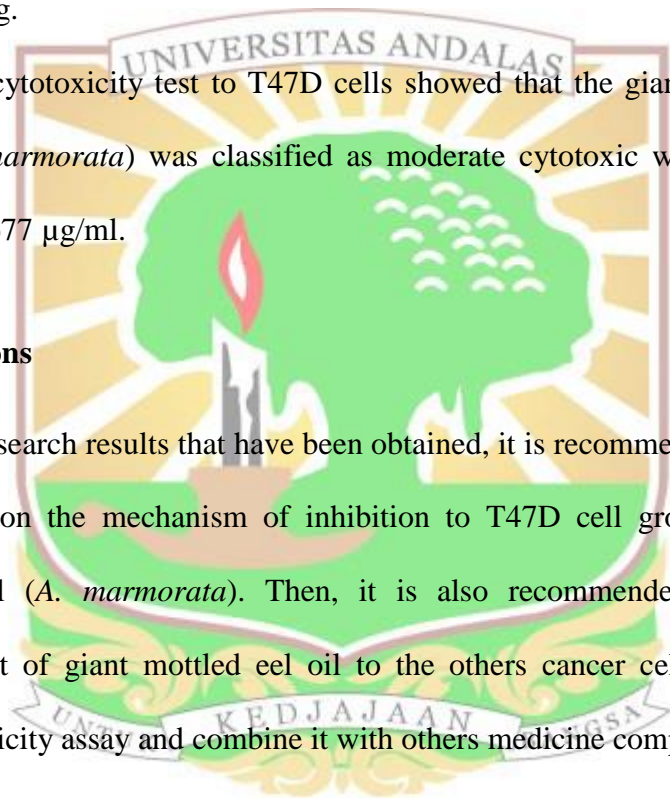 g.
UNIVERSITAS ANDALAS
cytotoxicity test to T47D cells showed that the giant
marmorata) was classified as moderate cytotoxic w
77 µg/ml.
ons
search results that have been obtained, it is recomme
on the mechanism of inhibition to T47D cell gro
l (A. marmorata). Then, it is also recommende
t of giant mottled eel oil to the others cancer cel
KEDJAJAAN
icity assay and combine it with others medicine comp